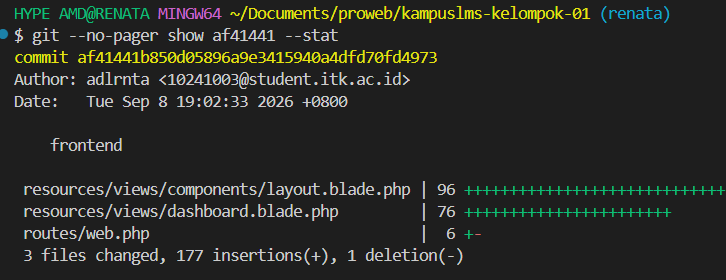 HYPE AMD@RENATA MINGW64 ~/Documents/proweb/kampuslms-kelompok-01 (renata)
$ git --no-pager show af41441 --stat
commit af41441b850d05896a9e3415940a4dfd70fd4973
Author: adlrnta <10241003@student.itk.ac.id>
Date:   Tue Sep 8 19:02:33 2026 +0800

    frontend

 resources/views/components/layout.blade.php | 96 +++++++++++++++++++++++++++++
 resources/views/dashboard.blade.php         | 76 +++++++++++++++++++++++
 routes/web.php                              |  6 +-
 3 files changed, 177 insertions(+), 1 deletion(-)